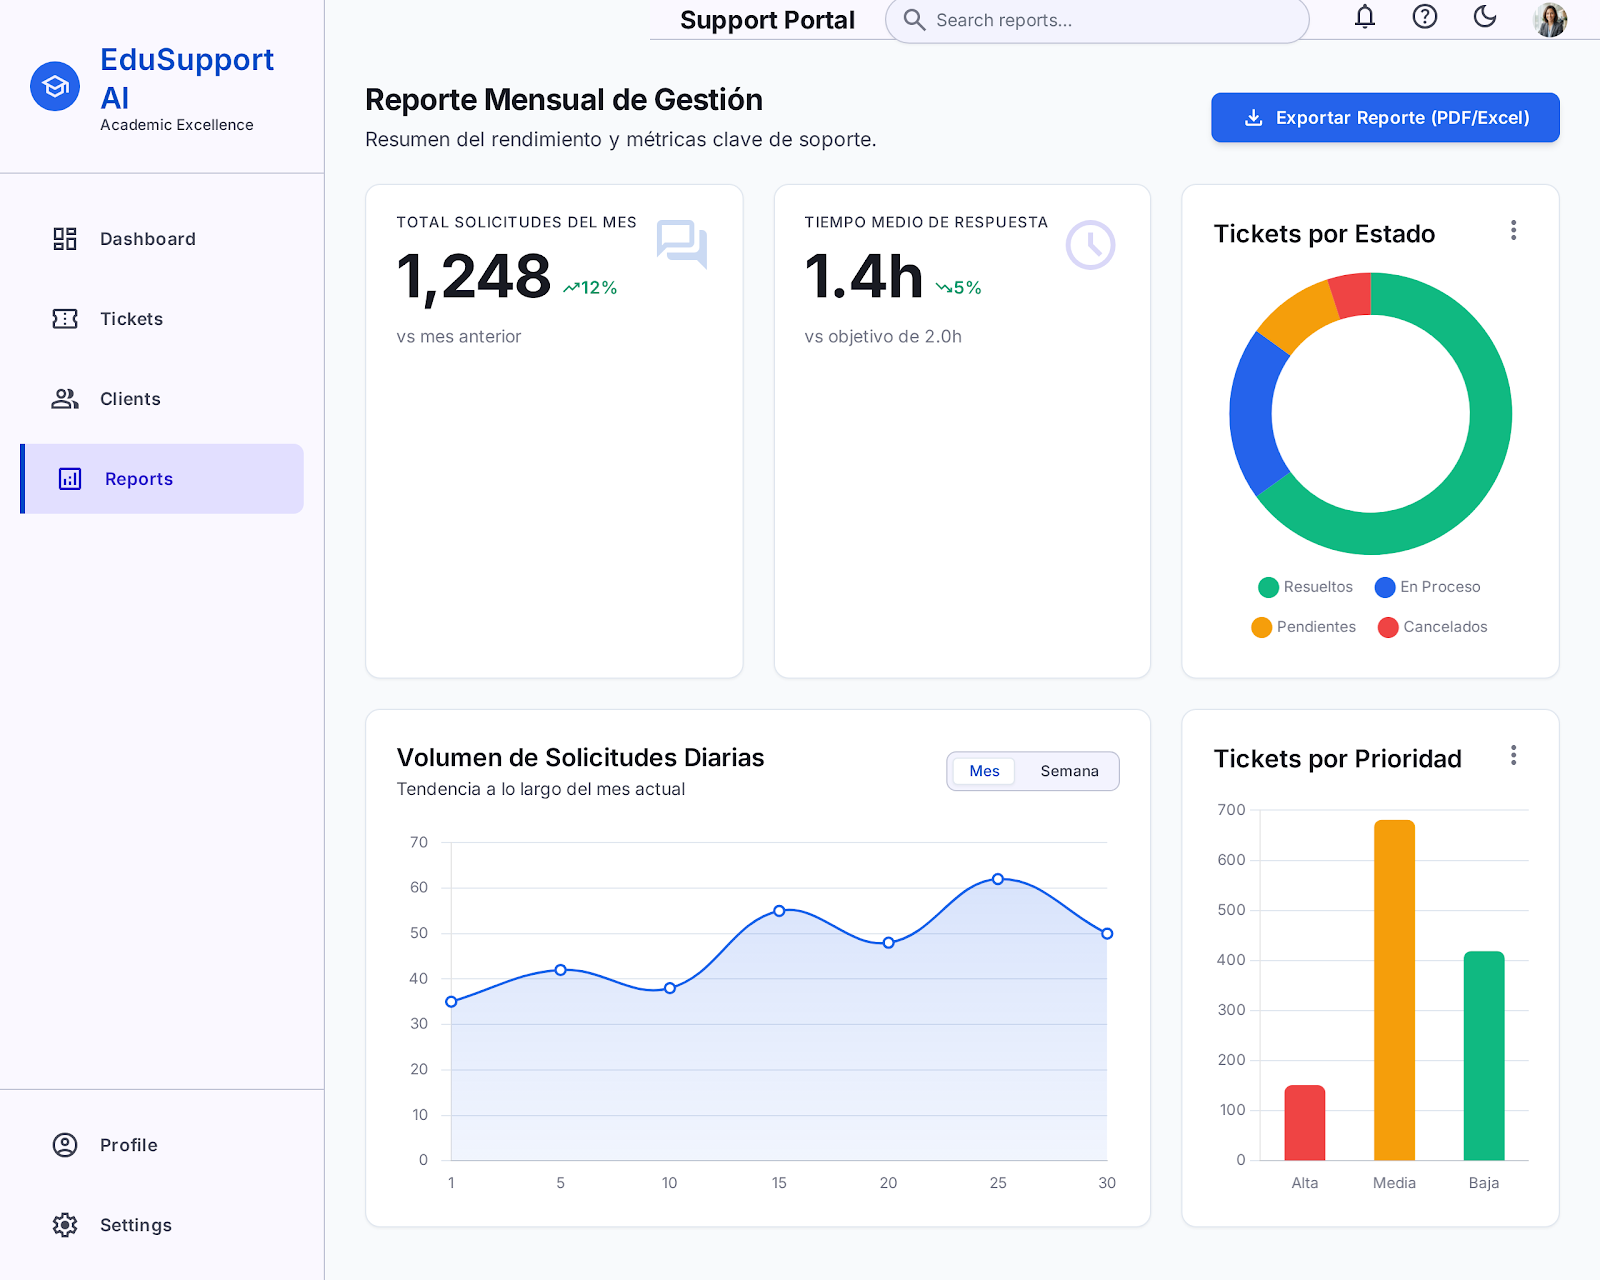 EduSupport
AI
Academic Excellence
Dashboard
Tickets
Clients
Reports
Profile
Settings
Support Portal
Search reports...
Reporte Mensual de Gestión
Resumen del rendimiento y métricas clave de soporte.
Exportar Reporte (PDF/Excel)
TOTAL SOLICITUDES DEL MES
1,248 12%
vs mes anterior
TIEMPO MEDIO DE RESPUESTA
1.4h 5%
vs objetivo de 2.0h
Tickets por Estado
Resueltos En Proceso
Pendientes Cancelados
Volumen de Solicitudes Diarias
Tendencia a lo largo del mes actual
Mes Semana
70
60
50
40
30
20
10
0
1 5 10 15 20 25 30
Tickets por Prioridad
700
600
500
400
300
200
100
0
Alta Media Baja